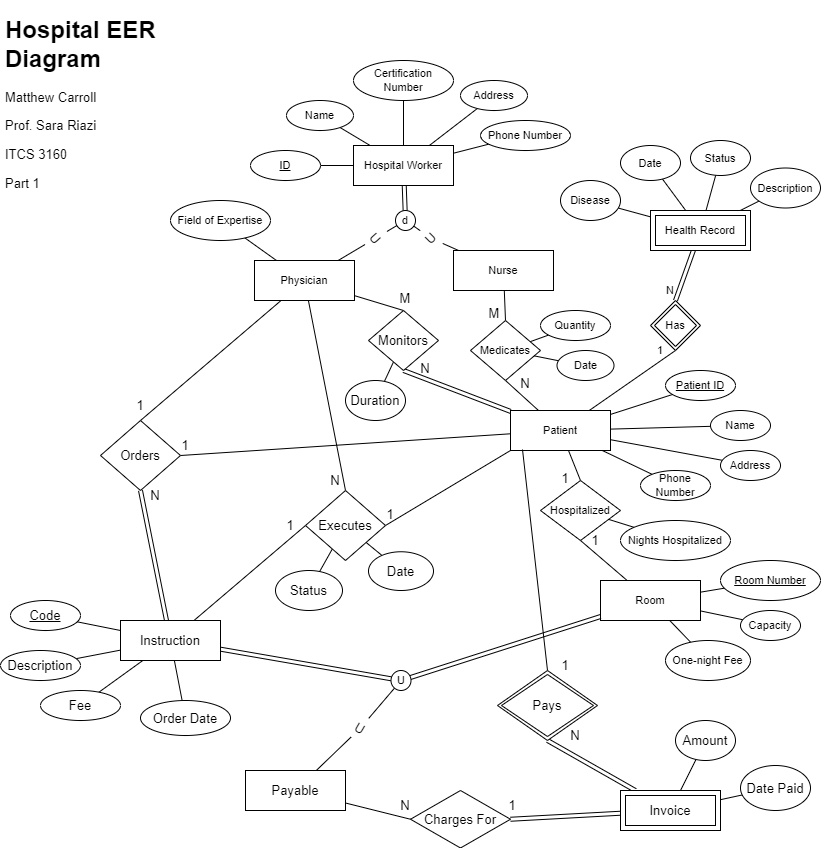 Hospital EER
Diagram
Matthew Carroll
Prof. Sara Riazi
ITCS 3160
Part 1
Certification
Number
Name
Address
Phone Number
ID
Hospital Worker
d
U
U
Field of Expertise
Physician
Nurse
Date
Status
Disease
Description
Health Record
N
Has
1
M
Monitors
N
Duration
M
Medicates
N
Quantity
Date
Patient ID
Patient
Name
Address
Phone
Number
1
Orders
1
N
N
Executes
1
1
Status
Date
1
Hospitalized
1
Nights Hospitalized
Room Number
Room
Capacity
One-night Fee
Code
Instruction
Description
Fee
Order Date
U
U
1
Pays
N
Amount
Payable
N
Charges For
1
Invoice
Date Paid